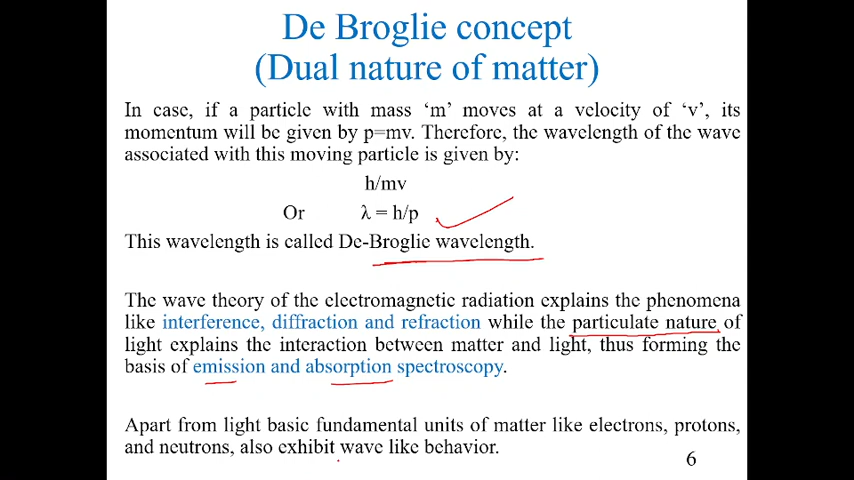 De Broglie concept
(Dual nature of matter)
In case, if a particle with mass ‘m’ moves at a velocity of ‘v’, its
momentum will be given by p=mv. Therefore, the wavelength of the wave
associated with this moving particle is given by:
h/mv
Or λ = h/p
This wavelength is called De-Broglie wavelength.
The wave theory of the electromagnetic radiation explains the phenomena
like interference, diffraction and refraction while the particulate nature of
light explains the interaction between matter and light, thus forming the
basis of emission and absorption spectroscopy.
Apart from light basic fundamental units of matter like electrons, protons,
and neutrons, also exhibit wave like behavior.
6